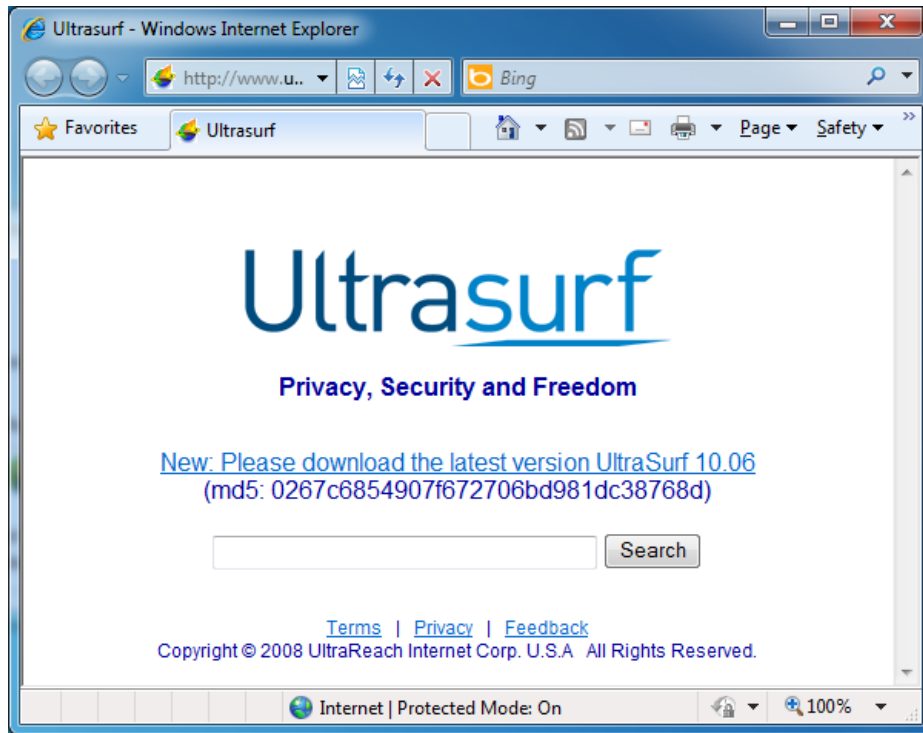 Ultrasurf - Windows Internet Explorer
http://www.u..
Bing
Favorites
Ultrasurf
Page
Safety
»
Ultrasurf
Privacy, Security and Freedom
New: Please download the latest version UltraSurf 10.06
(md5: 0267c6854907f672706bd981dc38768d)
Search
Terms | Privacy | Feedback
Copyright © 2008 UltraReach Internet Corp. U.S.A All Rights Reserved.
Internet | Protected Mode: On
100%